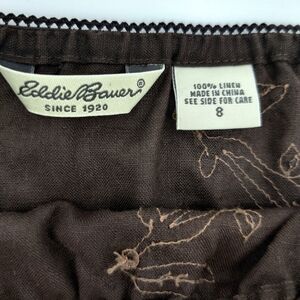 Eddie Bauer®
SINCE 1920
100% LINEN
MADE IN CHINA
SEE SIDE FOR CARE
8